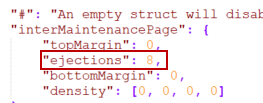 "#": "An empty struct will disab
"interMaintenancePage": {
"topMargin": 0,
"ejections": 8,
"bottomMargin": 0,
"density": [0, 0, 0, 0]